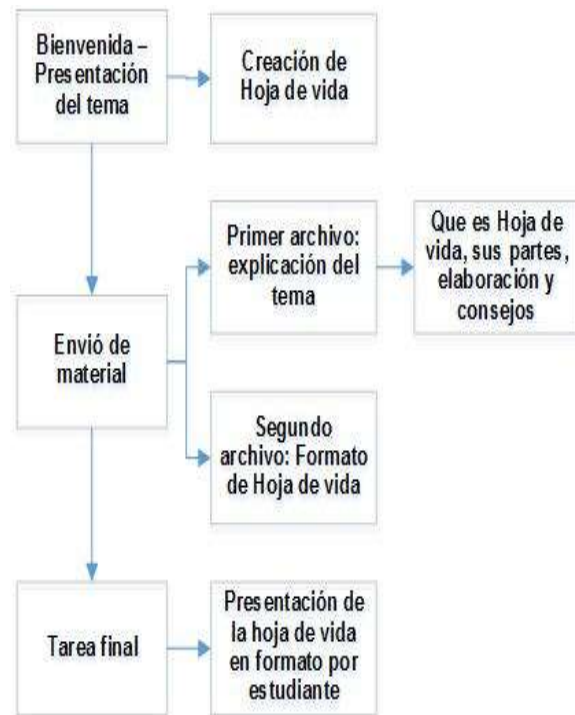 Bienvenida –
Presentación
del tema
Creación de
Hoja de vida
Primer archivo:
explicación del
tema
Que es Hoja de
vida, sus partes,
elaboración y
consejos
Envió de
material
Segundo
archivo: Formato
de Hoja de vida
Tarea final
Presentación de
la hoja de vida
en formato por
estudiante